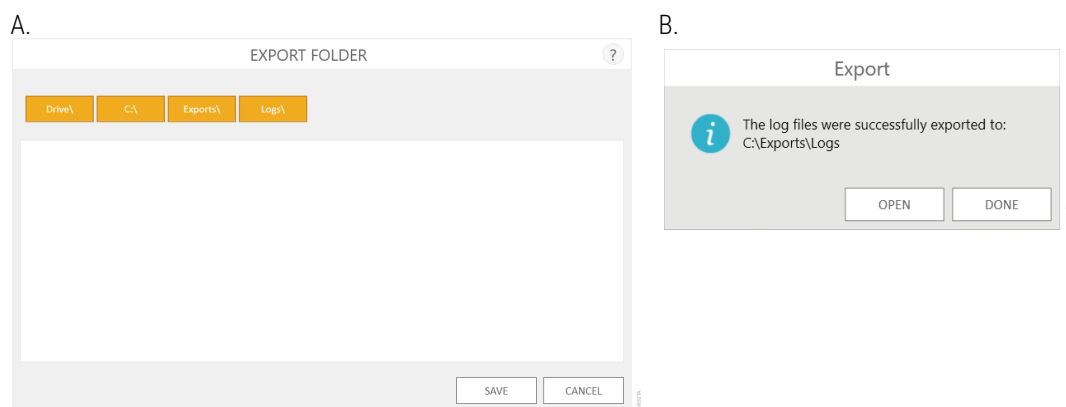 A.
EXPORT FOLDER
?
Drive\ C:\ Exports\ Logs\
SAVE CANCEL
B.
Export
i
The log files were successfully exported to:
C:\Exports\Logs
OPEN DONE